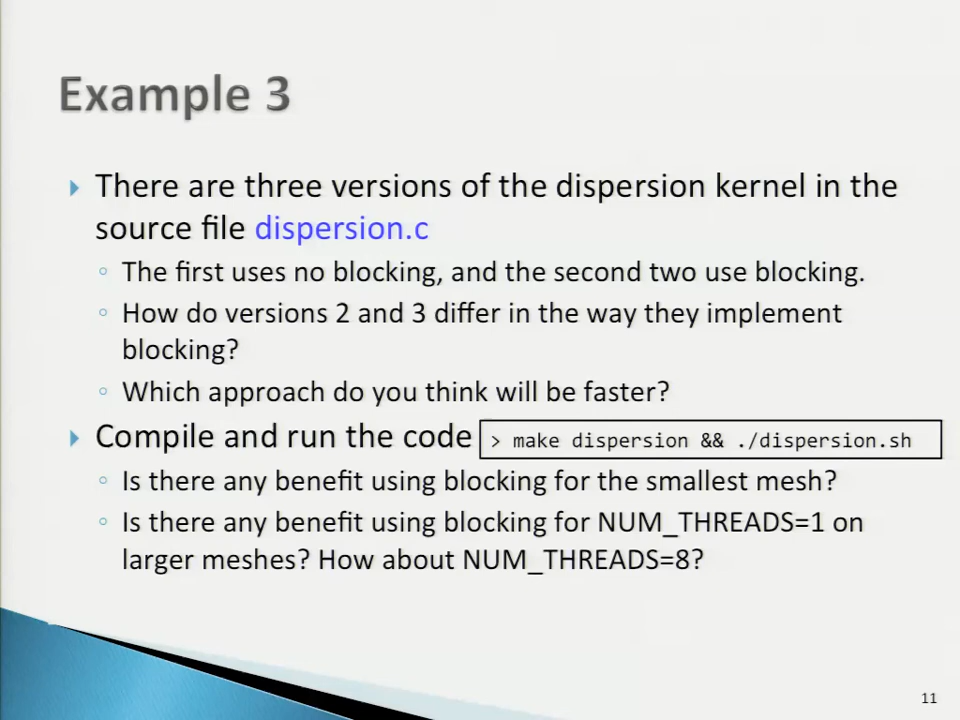 Example 3
There are three versions of the dispersion kernel in the
source file dispersion.c
The first uses no blocking, and the second two use blocking.
How do versions 2 and 3 differ in the way they implement
blocking?
Which approach do you think will be faster?
Compile and run the code
> make dispersion && ./dispersion.sh
Is there any benefit using blocking for the smallest mesh?
Is there any benefit using blocking for NUM_THREADS=1 on
larger meshes? How about NUM_THREADS=8?
11